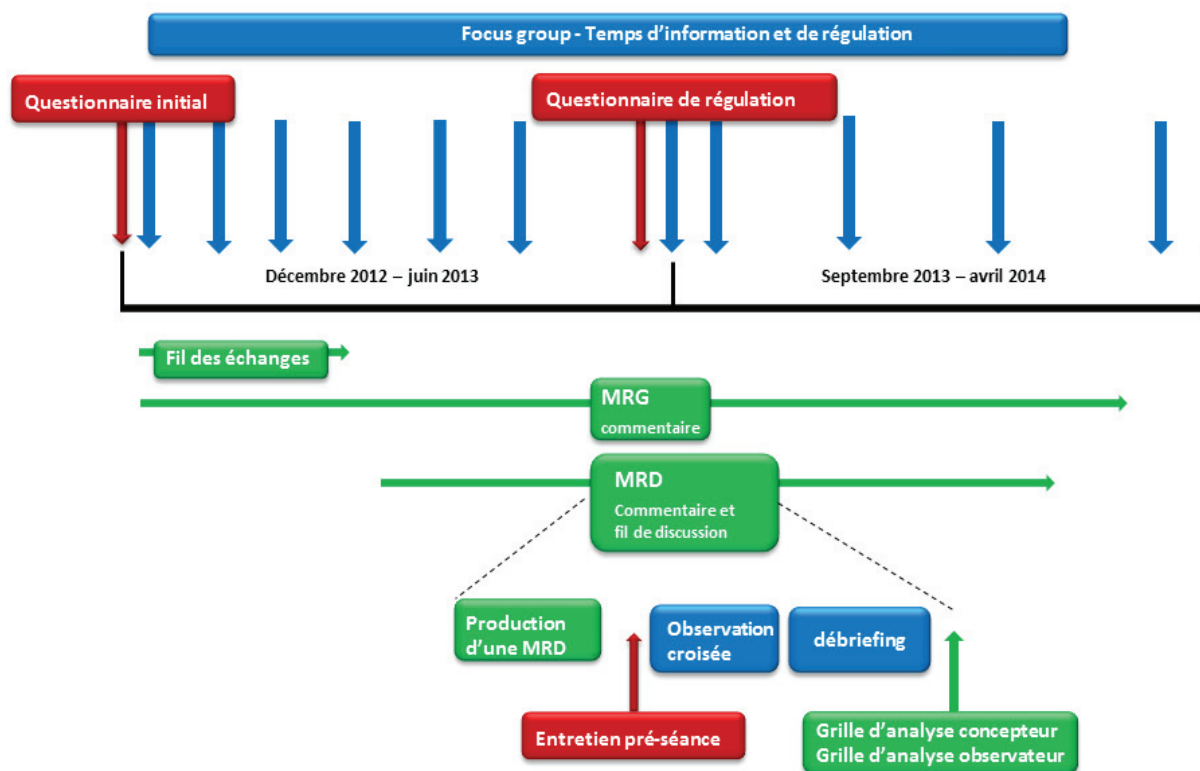 Focus group - Temps d'information et de régulation
Questionnaire initial
Questionnaire de régulation
Décembre 2012 – juin 2013
Septembre 2013 – avril 2014
Fil des échanges
MRG
commentaire
MRD
Commentaire et
fil de discussion
Production
d'une MRD
Observation
croisée
débriefing
Entretien pré-séance
Grille d'analyse concepteur
Grille d'analyse observateur